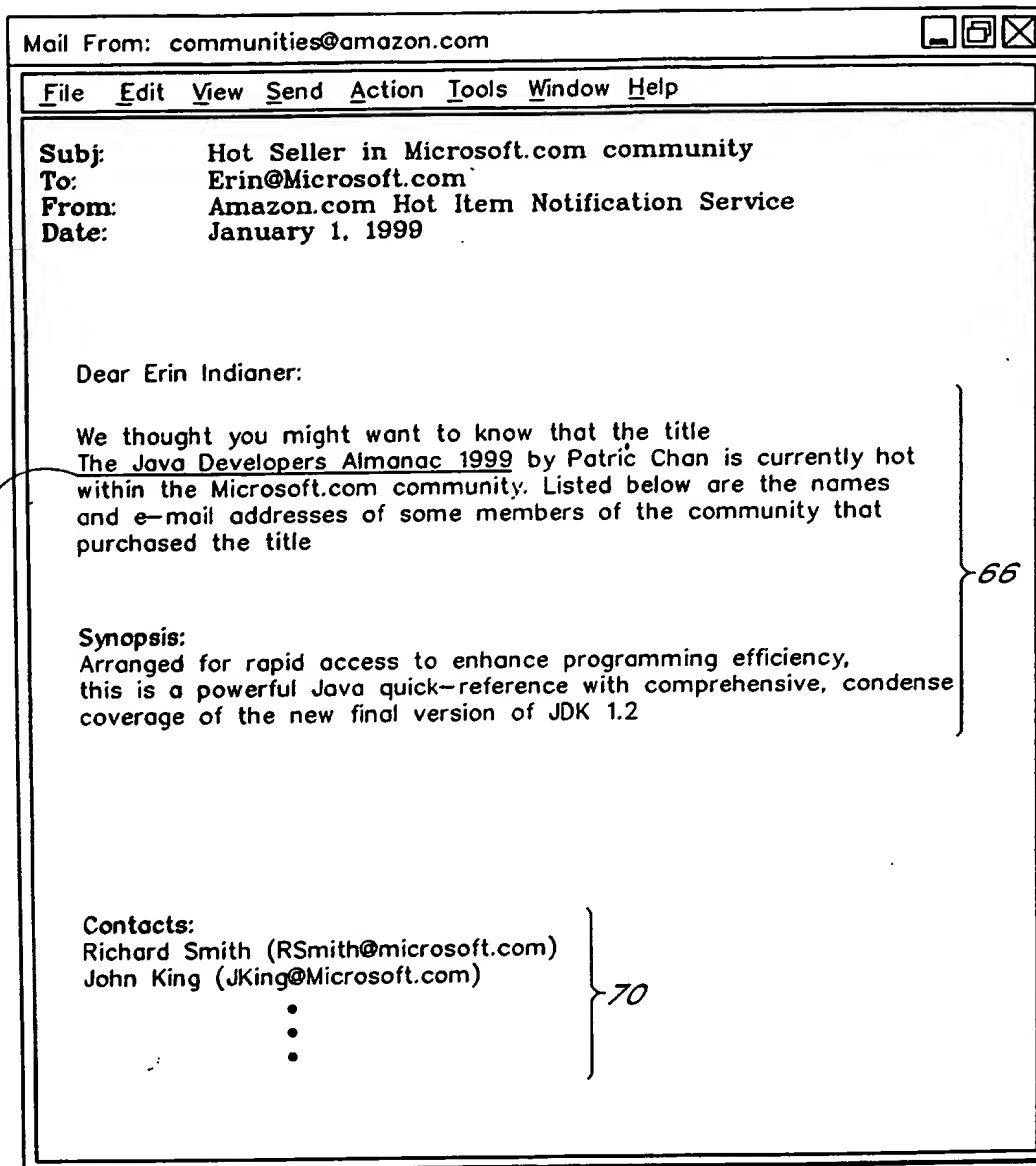 Mail From: communities@amazon.com
File Edit View Send Action Tools Window Help
Subj: Hot Seller in Microsoft.com community
To: Erin@Microsoft.com
From: Amazon.com Hot Item Notification Service
Date: January 1, 1999
Dear Erin Indianer:
We thought you might want to know that the title
The Java Developers Almanac 1999 by Patric Chan is currently hot
within the Microsoft.com community. Listed below are the names
and e-mail addresses of some members of the community that
purchased the title
66
Synopsis:
Arranged for rapid access to enhance programming efficiency,
this is a powerful Java quick-reference with comprehensive, condense
coverage of the new final version of JDK 1.2
Contacts:
Richard Smith (RSmith@microsoft.com)
John King (JKing@Microsoft.com)
70